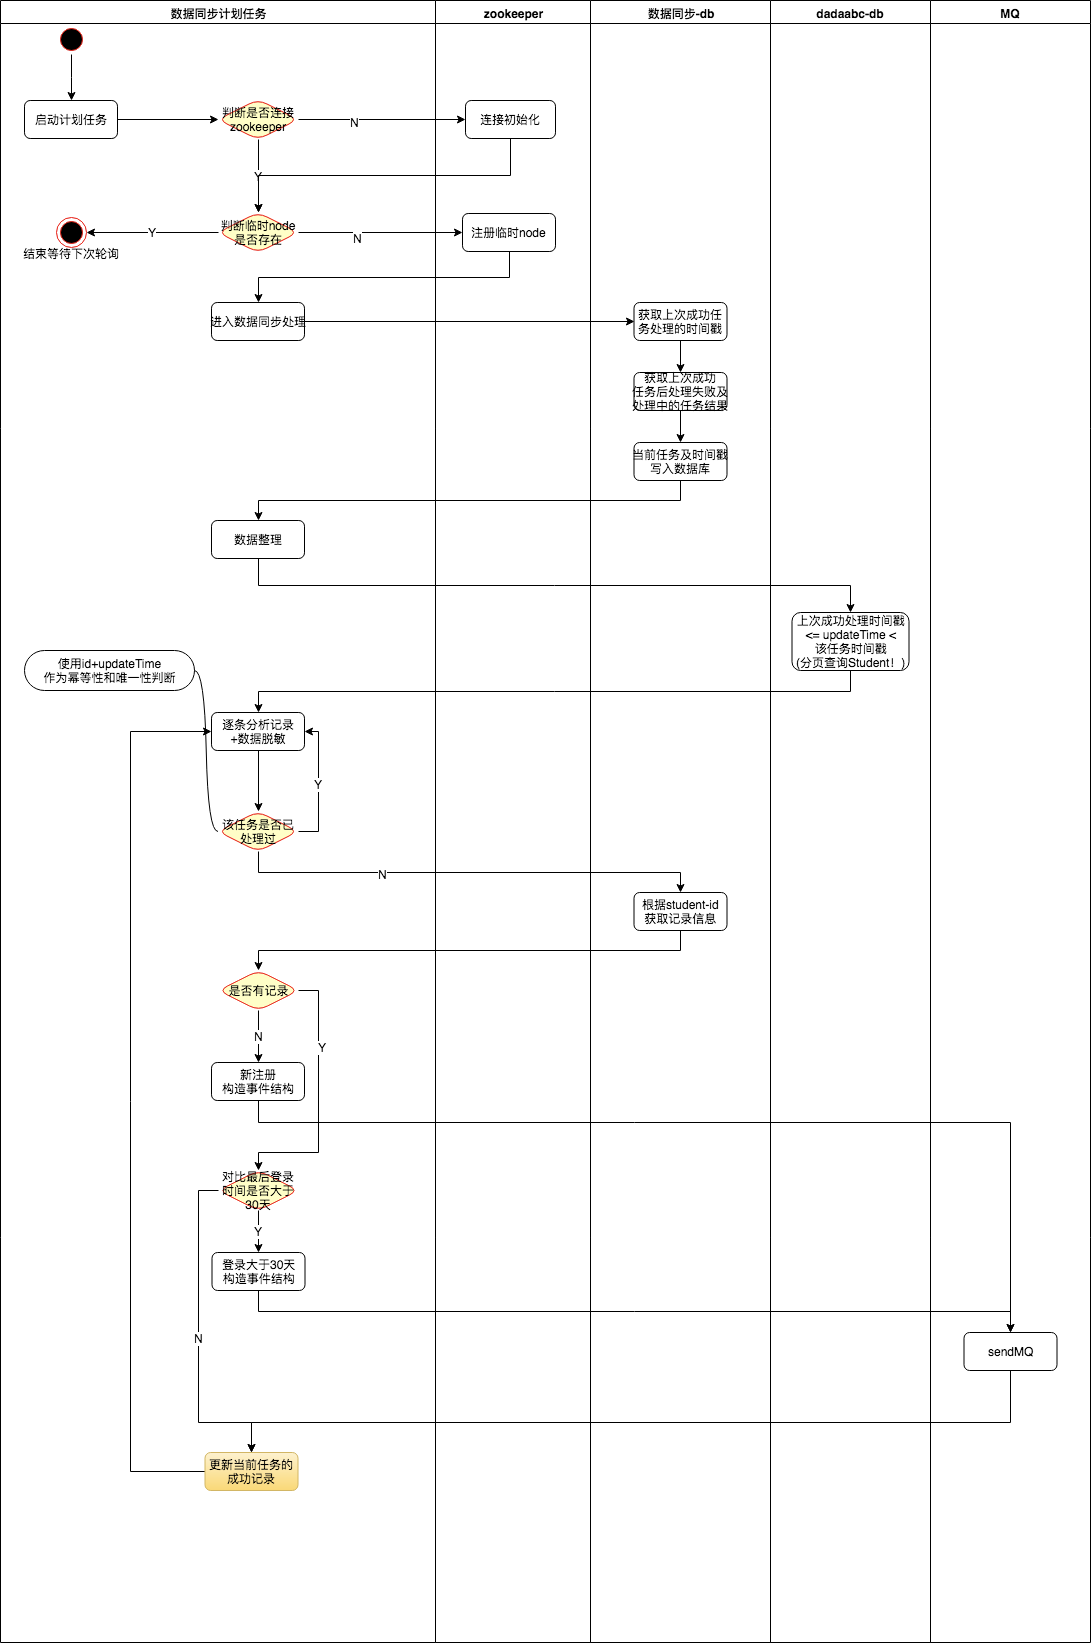 数据同步计划任务
zookeeper
数据同步-db
dadaabc-db
MQ
启动计划任务
判断是否连接
zookeeper
N
连接初始化
Y
判断临时node
是否存在
Y
N
注册临时node
结束等待下次轮询
进入数据同步处理
获取上次成功任
务处理的时间戳
获取上次成功
任务后处理失败及
处理中的任务结果
当前任务及时间戳
写入数据库
数据整理
上次成功处理时间戳
<= updateTime <
该任务时间戳
(分页查询Student！)
使用id+updateTime
作为幂等性和唯一性判断
逐条分析记录
+数据脱敏
Y
该任务是否已
处理过
N
根据student-id
获取记录信息
是否有记录
N
Y
新注册
构造事件结构
对比最后登录
时间是否大于
30天
Y
登录大于30天
构造事件结构
N
sendMQ
更新当前任务的
成功记录